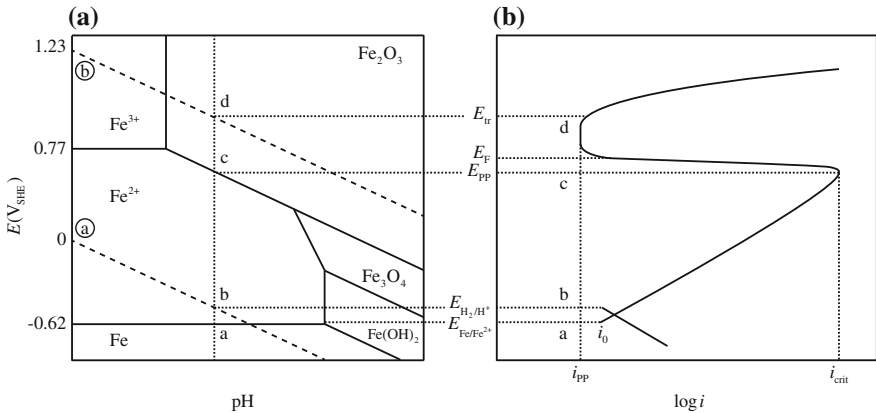 (a)
(b)
1.23
b
Fe₂O₃
d
Fe³⁺
E_tr
d
0.77
c
E_F
E_PP
c
Fe²⁺
E(V_SHE)
a
0
Fe₃O₄
b
E_H₂/H⁺
b
-0.62
a
E_Fe/Fe²⁺
a
i₀
Fe
Fe(OH)₂
i_PP
i_crit
pH
log i